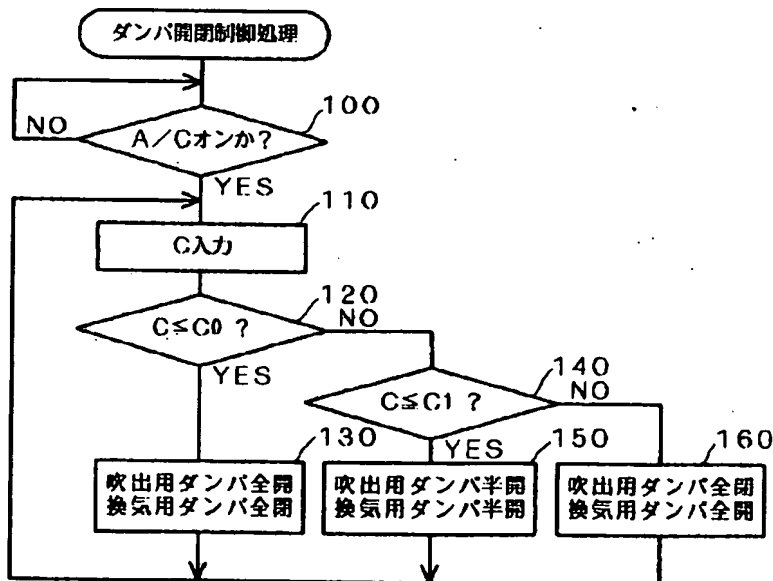 ダンパ開閉制御処理
100
NO
A/Cオンか?
YES
110
C入力
120
C≦C0 ?
NO
YES
140
C≦C1 ?
NO
130
YES
150
160
吹出用ダンパ全開
換気用ダンパ全閉
吹出用ダンパ半開
換気用ダンパ半開
吹出用ダンパ全閉
換気用ダンパ全開